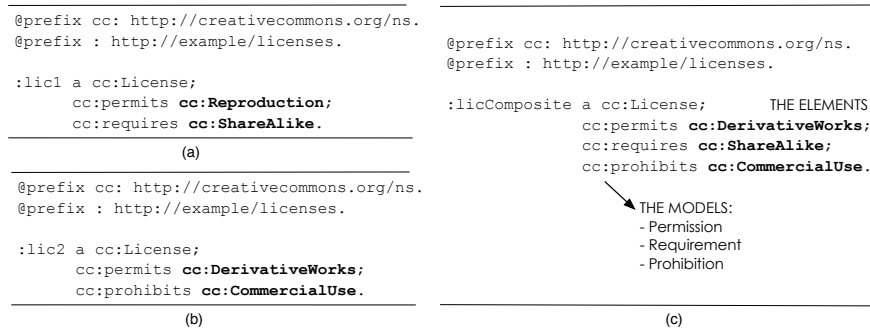 @prefix cc: http://creativecommons.org/ns.
@prefix : http://example/licenses.
:lic1 a cc:License;
cc:permits cc:Reproduction;
cc:requires cc:ShareAlike.
(a)
@prefix cc: http://creativecommons.org/ns.
@prefix : http://example/licenses.
:lic2 a cc:License;
cc:permits cc:DerivativeWorks;
cc:prohibits cc:CommercialUse.
(b)
@prefix cc: http://creativecommons.org/ns.
@prefix : http://example/licenses.
:licComposite a cc:License; THE ELEMENTS
cc:permits cc:DerivativeWorks;
cc:requires cc:ShareAlike;
cc:prohibits cc:CommercialUse.
THE MODELS:
- Permission
- Requirement
- Prohibition
(c)